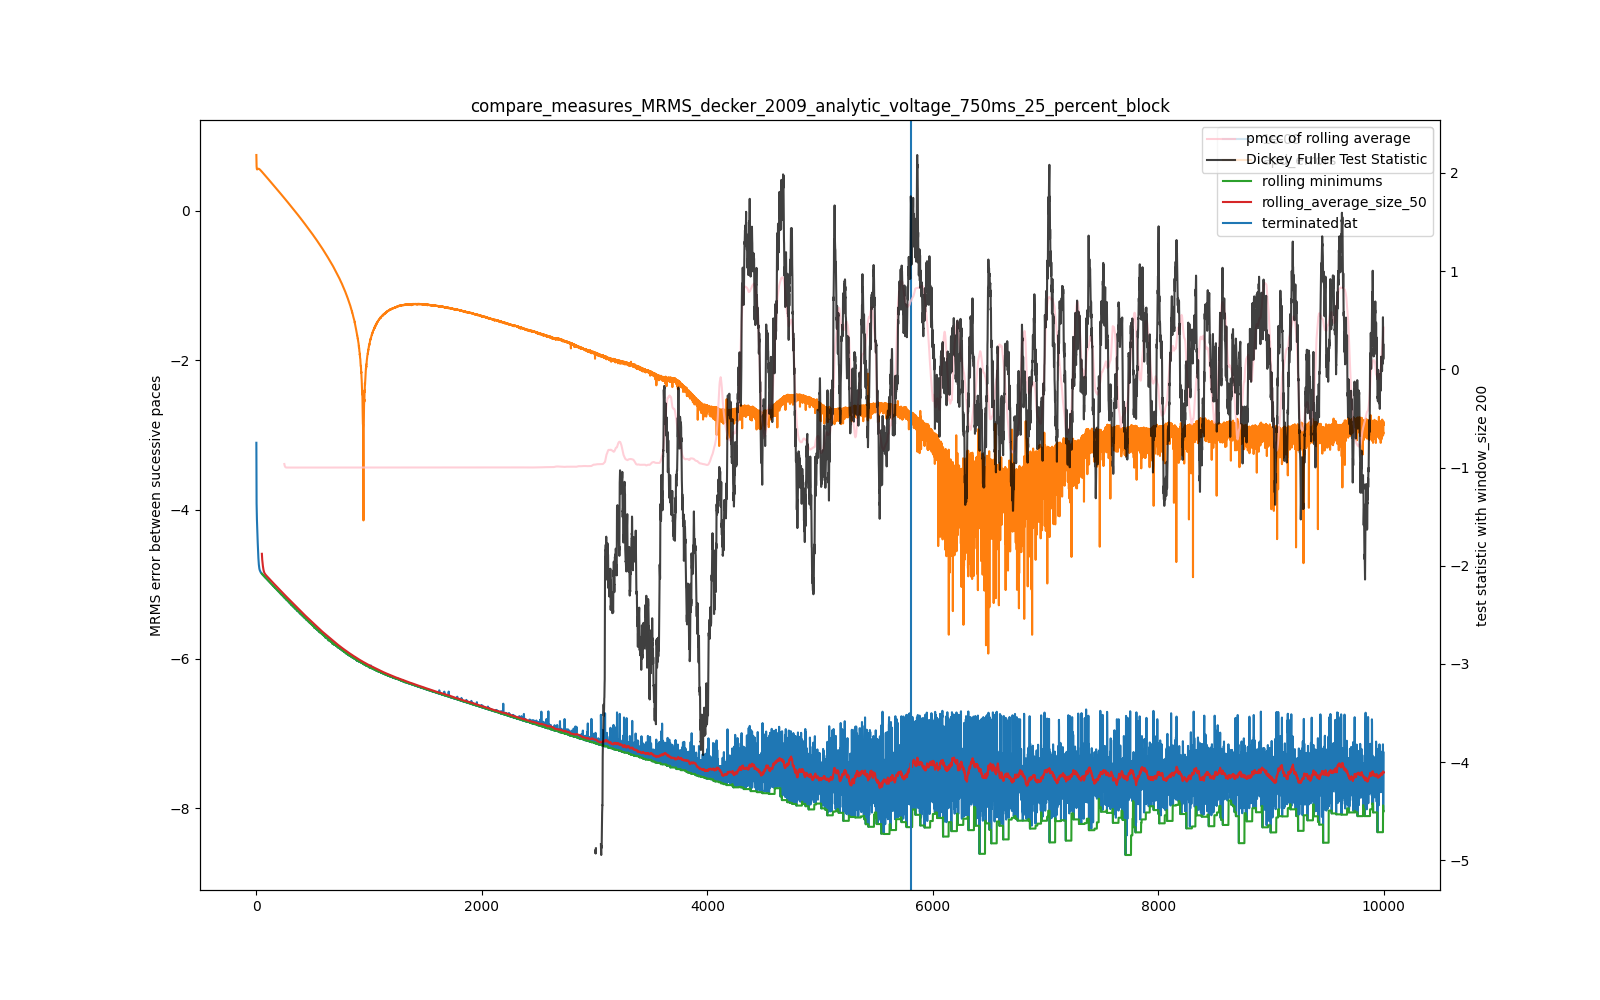 compare_measures_MRMS_decker_2009_analytic_voltage_750ms_25_percent_block
pmcc of rolling average
Dickey Fuller Test Statistic
rolling minimums
rolling_average_size_50
terminated at
MRMS error between sucessive paces
0
−2
−4
−6
−8
test statistic with window_size 200
2
1
0
−1
−2
−3
−4
−5
0
2000
4000
6000
8000
10000